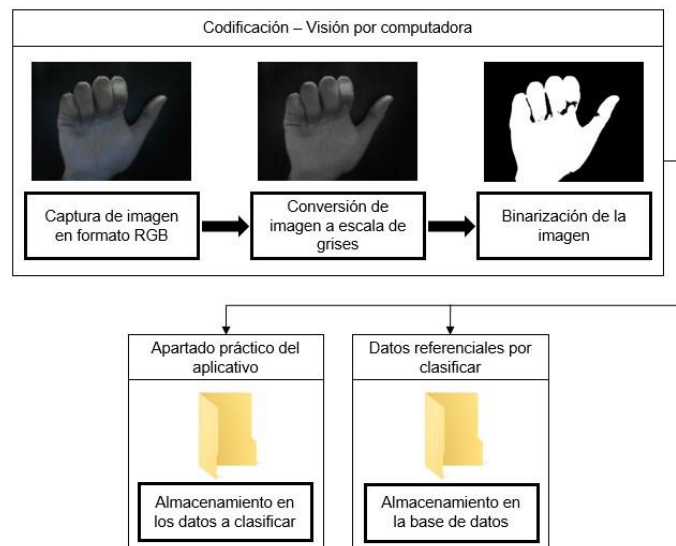 Codificación – Visión por computadora
Captura de imagen
en formato RGB
Conversión de
imagen a escala de
grises
Binarización de la
imagen
Apartado práctico del
aplicativo
Datos referenciales por
clasificar
Almacenamiento en
los datos a clasificar
Almacenamiento en
la base de datos